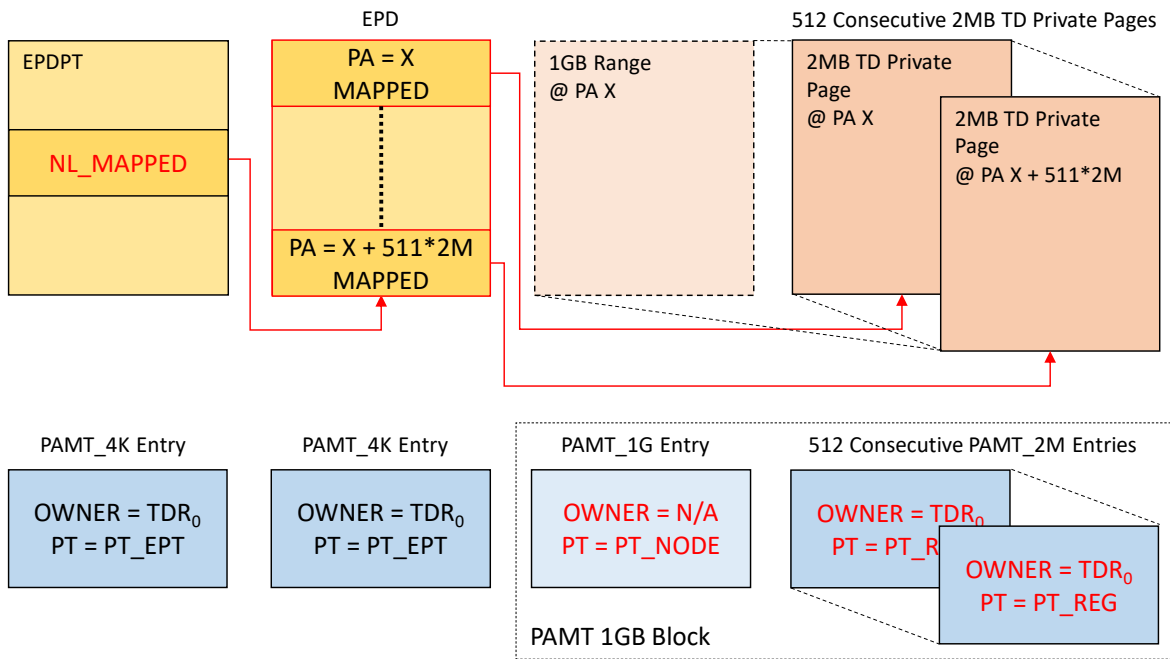 EPD
512 Consecutive 2MB TD Private Pages
EPDPT
NL_MAPPED
PA = X
MAPPED
PA = X + 511*2M
MAPPED
1GB Range
@ PA X
2MB TD Private
Page
@ PA X
2MB TD Private
Page
@ PA X + 511*2M
PAMT_4K Entry
PAMT_4K Entry
PAMT_1G Entry
512 Consecutive PAMT_2M Entries
OWNER = TDR₀
PT = PT_EPT
OWNER = TDR₀
PT = PT_EPT
OWNER = N/A
PT = PT_NODE
OWNER = TDR₀
PT = PT_R
OWNER = TDR₀
PT = PT_REG
PAMT 1GB Block